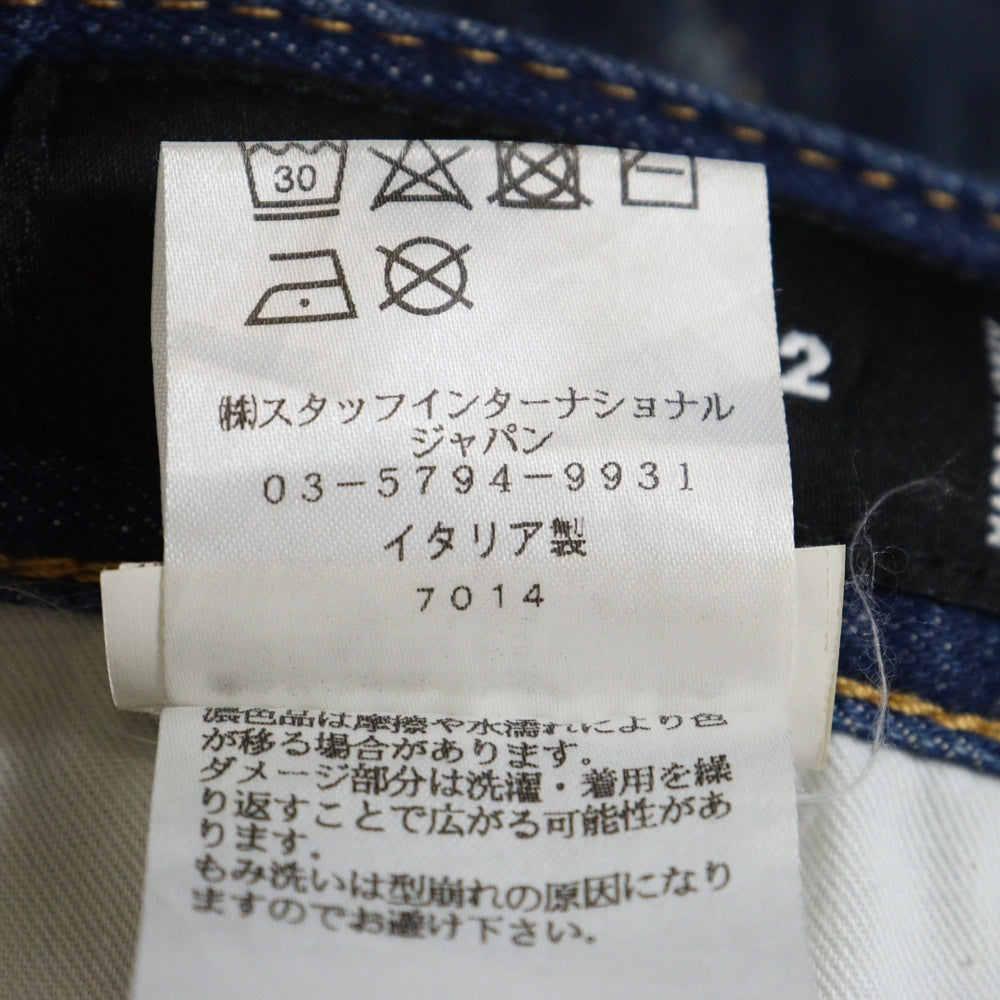 30
㈱スタッフインターナショナル
ジャパン
03-5794-9931
イタリア製
7014
2
濃色品は摩擦や水濡れにより色
が移る場合があります。
ダメージ部分は洗濯・着用を繰
り返すことで広がる可能性があ
ります。
もみ洗いは型崩れの原因になり
ますのでお避け下さい。